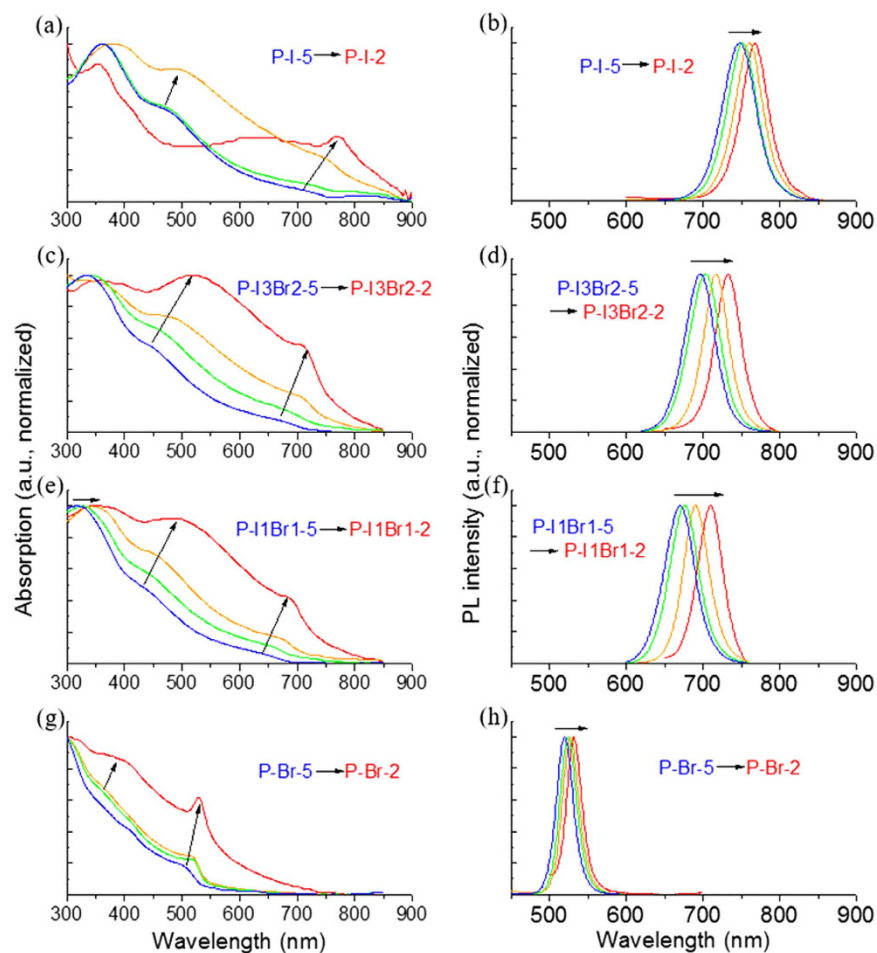 (a)
P-I-5 → P-I-2
300 400 500 600 700 800 900
(b)
P-I-5 → P-I-2
500 600 700 800 900
(c)
P-I3Br2-5 → P-I3Br2-2
300 400 500 600 700 800 900
(d)
P-I3Br2-5
→ P-I3Br2-2
500 600 700 800 900
(e)
P-I1Br1-5 → P-I1Br1-2
300 400 500 600 700 800 900
(f)
P-I1Br1-5
→ P-I1Br1-2
500 600 700 800 900
(g)
P-Br-5 → P-Br-2
300 400 500 600 700 800 900
(h)
P-Br-5 → P-Br-2
500 600 700 800 900
Absorption (a.u., normalized)
PL intensity (a.u., normalized)
Wavelength (nm)
Wavelength (nm)